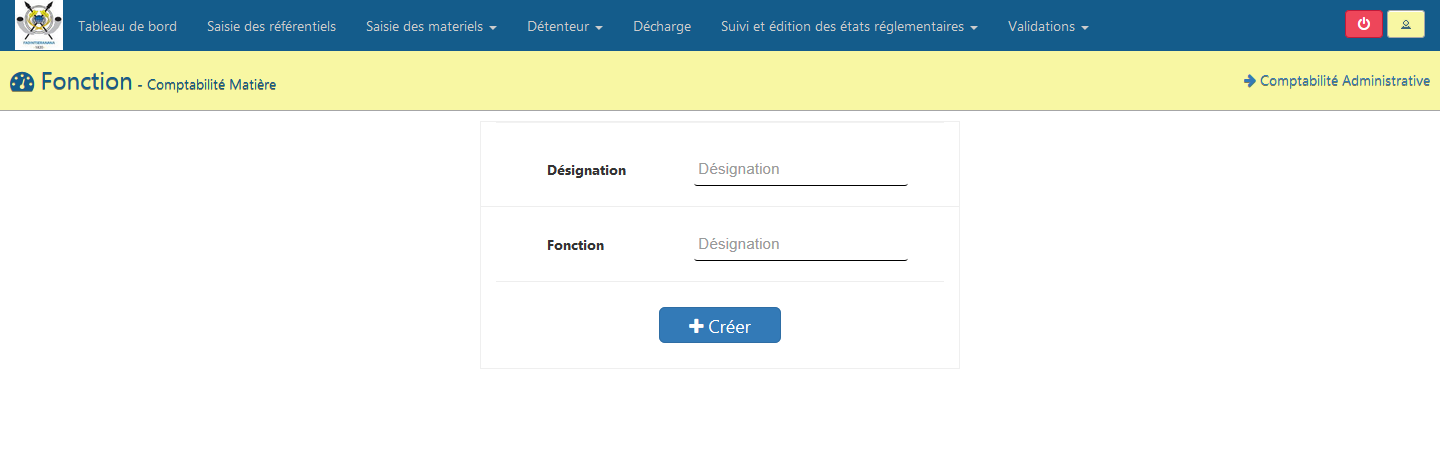 Tableau de bord Saisie des référentiels Saisie des materiels Détenteur Décharge Suivi et édition des états réglementaires Validations
Fonction - Comptabilité Matière Comptabilité Administrative
Désignation Désignation
Fonction Désignation
Créer